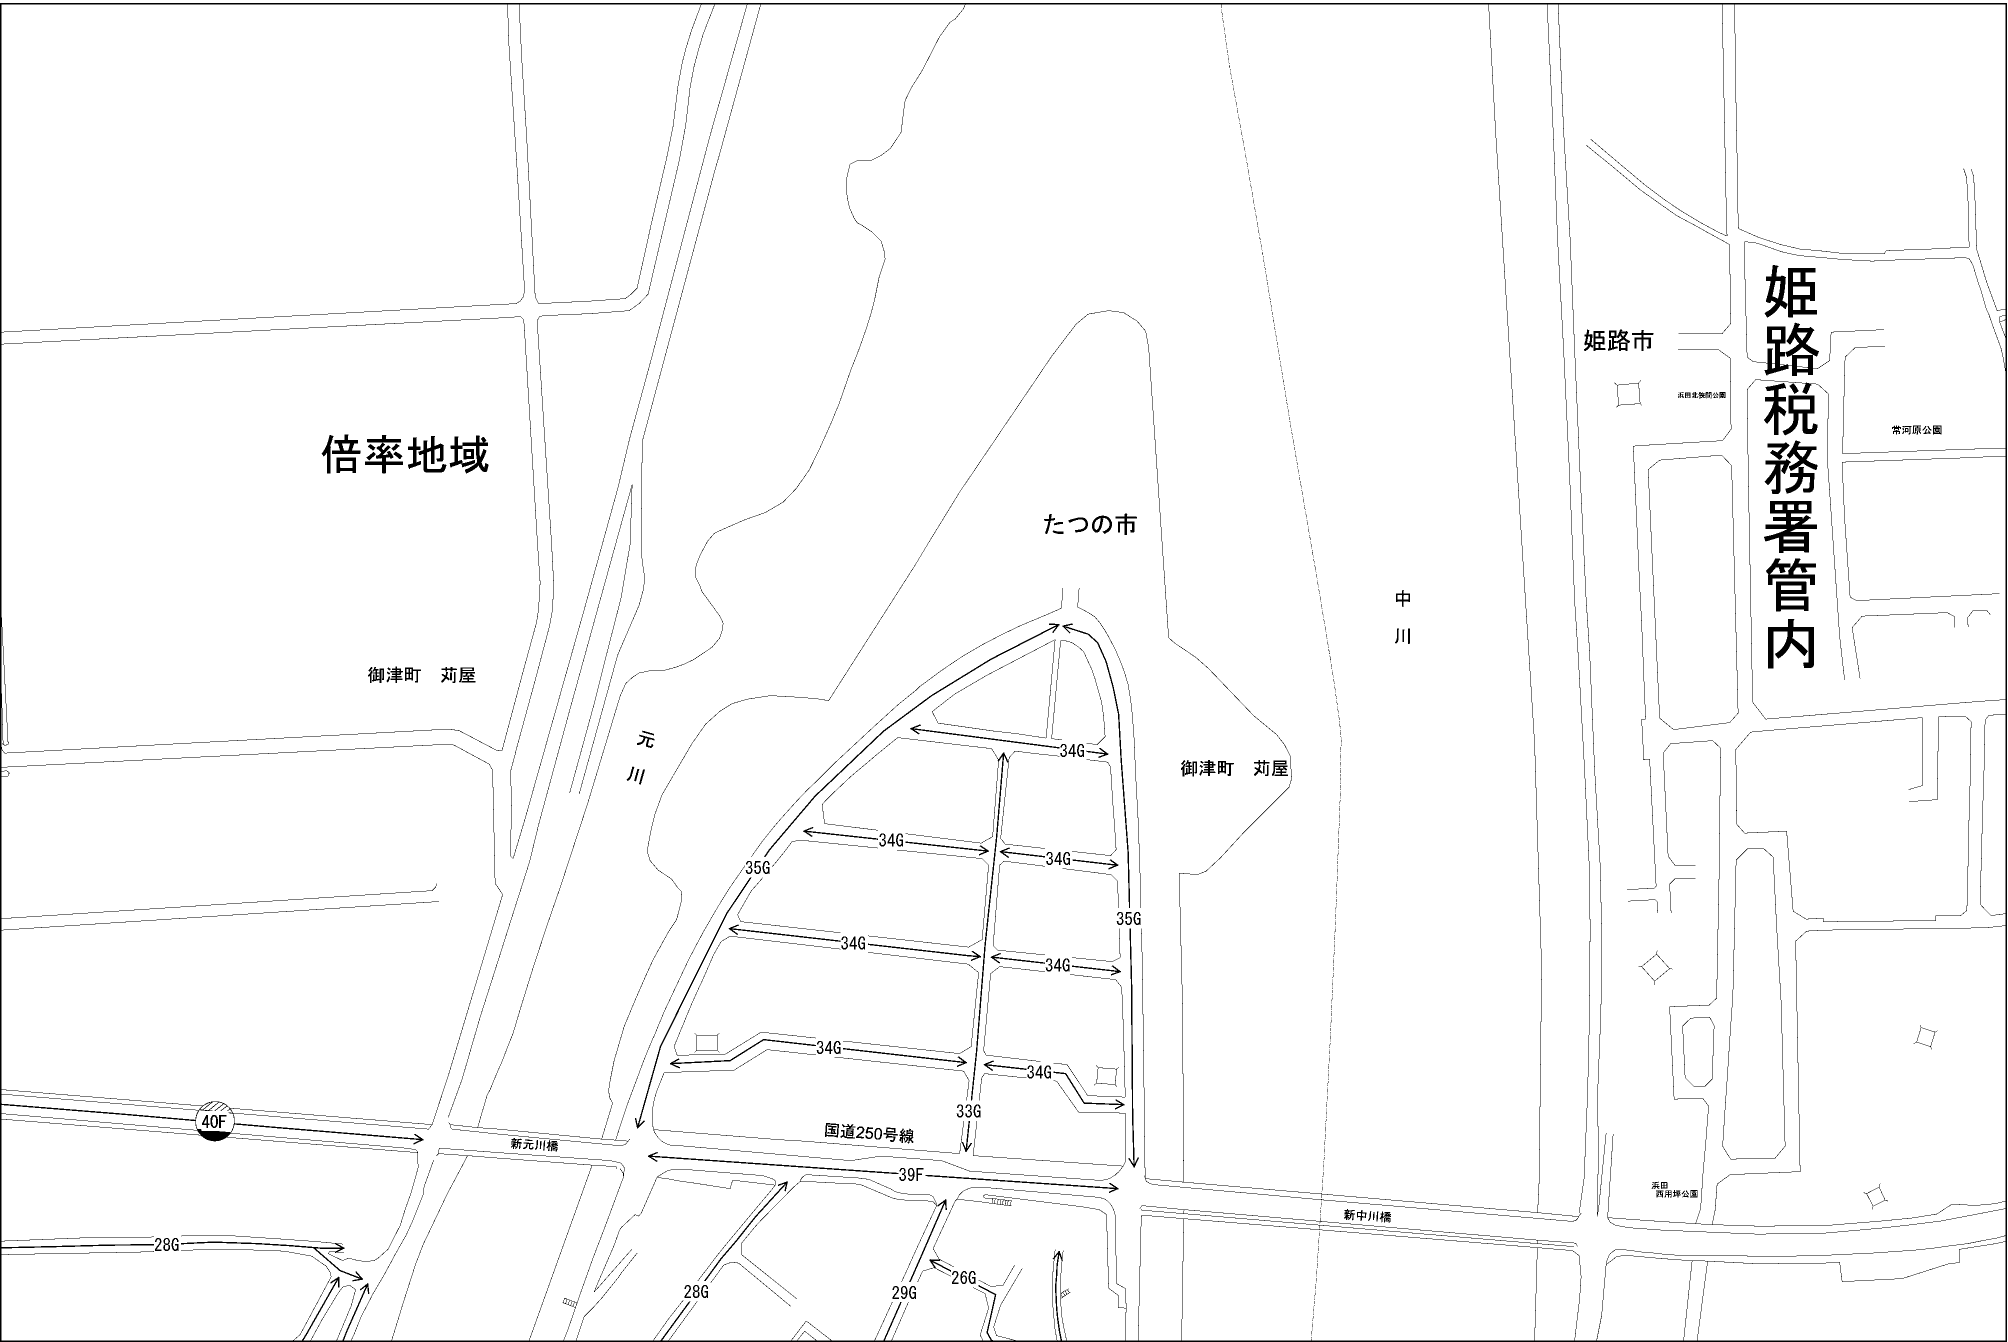 姫路税務署管内
姫路市
浜田北狭間公園
常河原公園
倍率地域
たつの市
中
川
御津町　苅屋
元
川
34G
御津町　苅屋
34G
34G
35G
35G
34G
34G
34G
34G
33G
40F
国道250号線
新元川橋
39F
浜田
西用堺公園
新中川橋
28G
26G
28G
29G